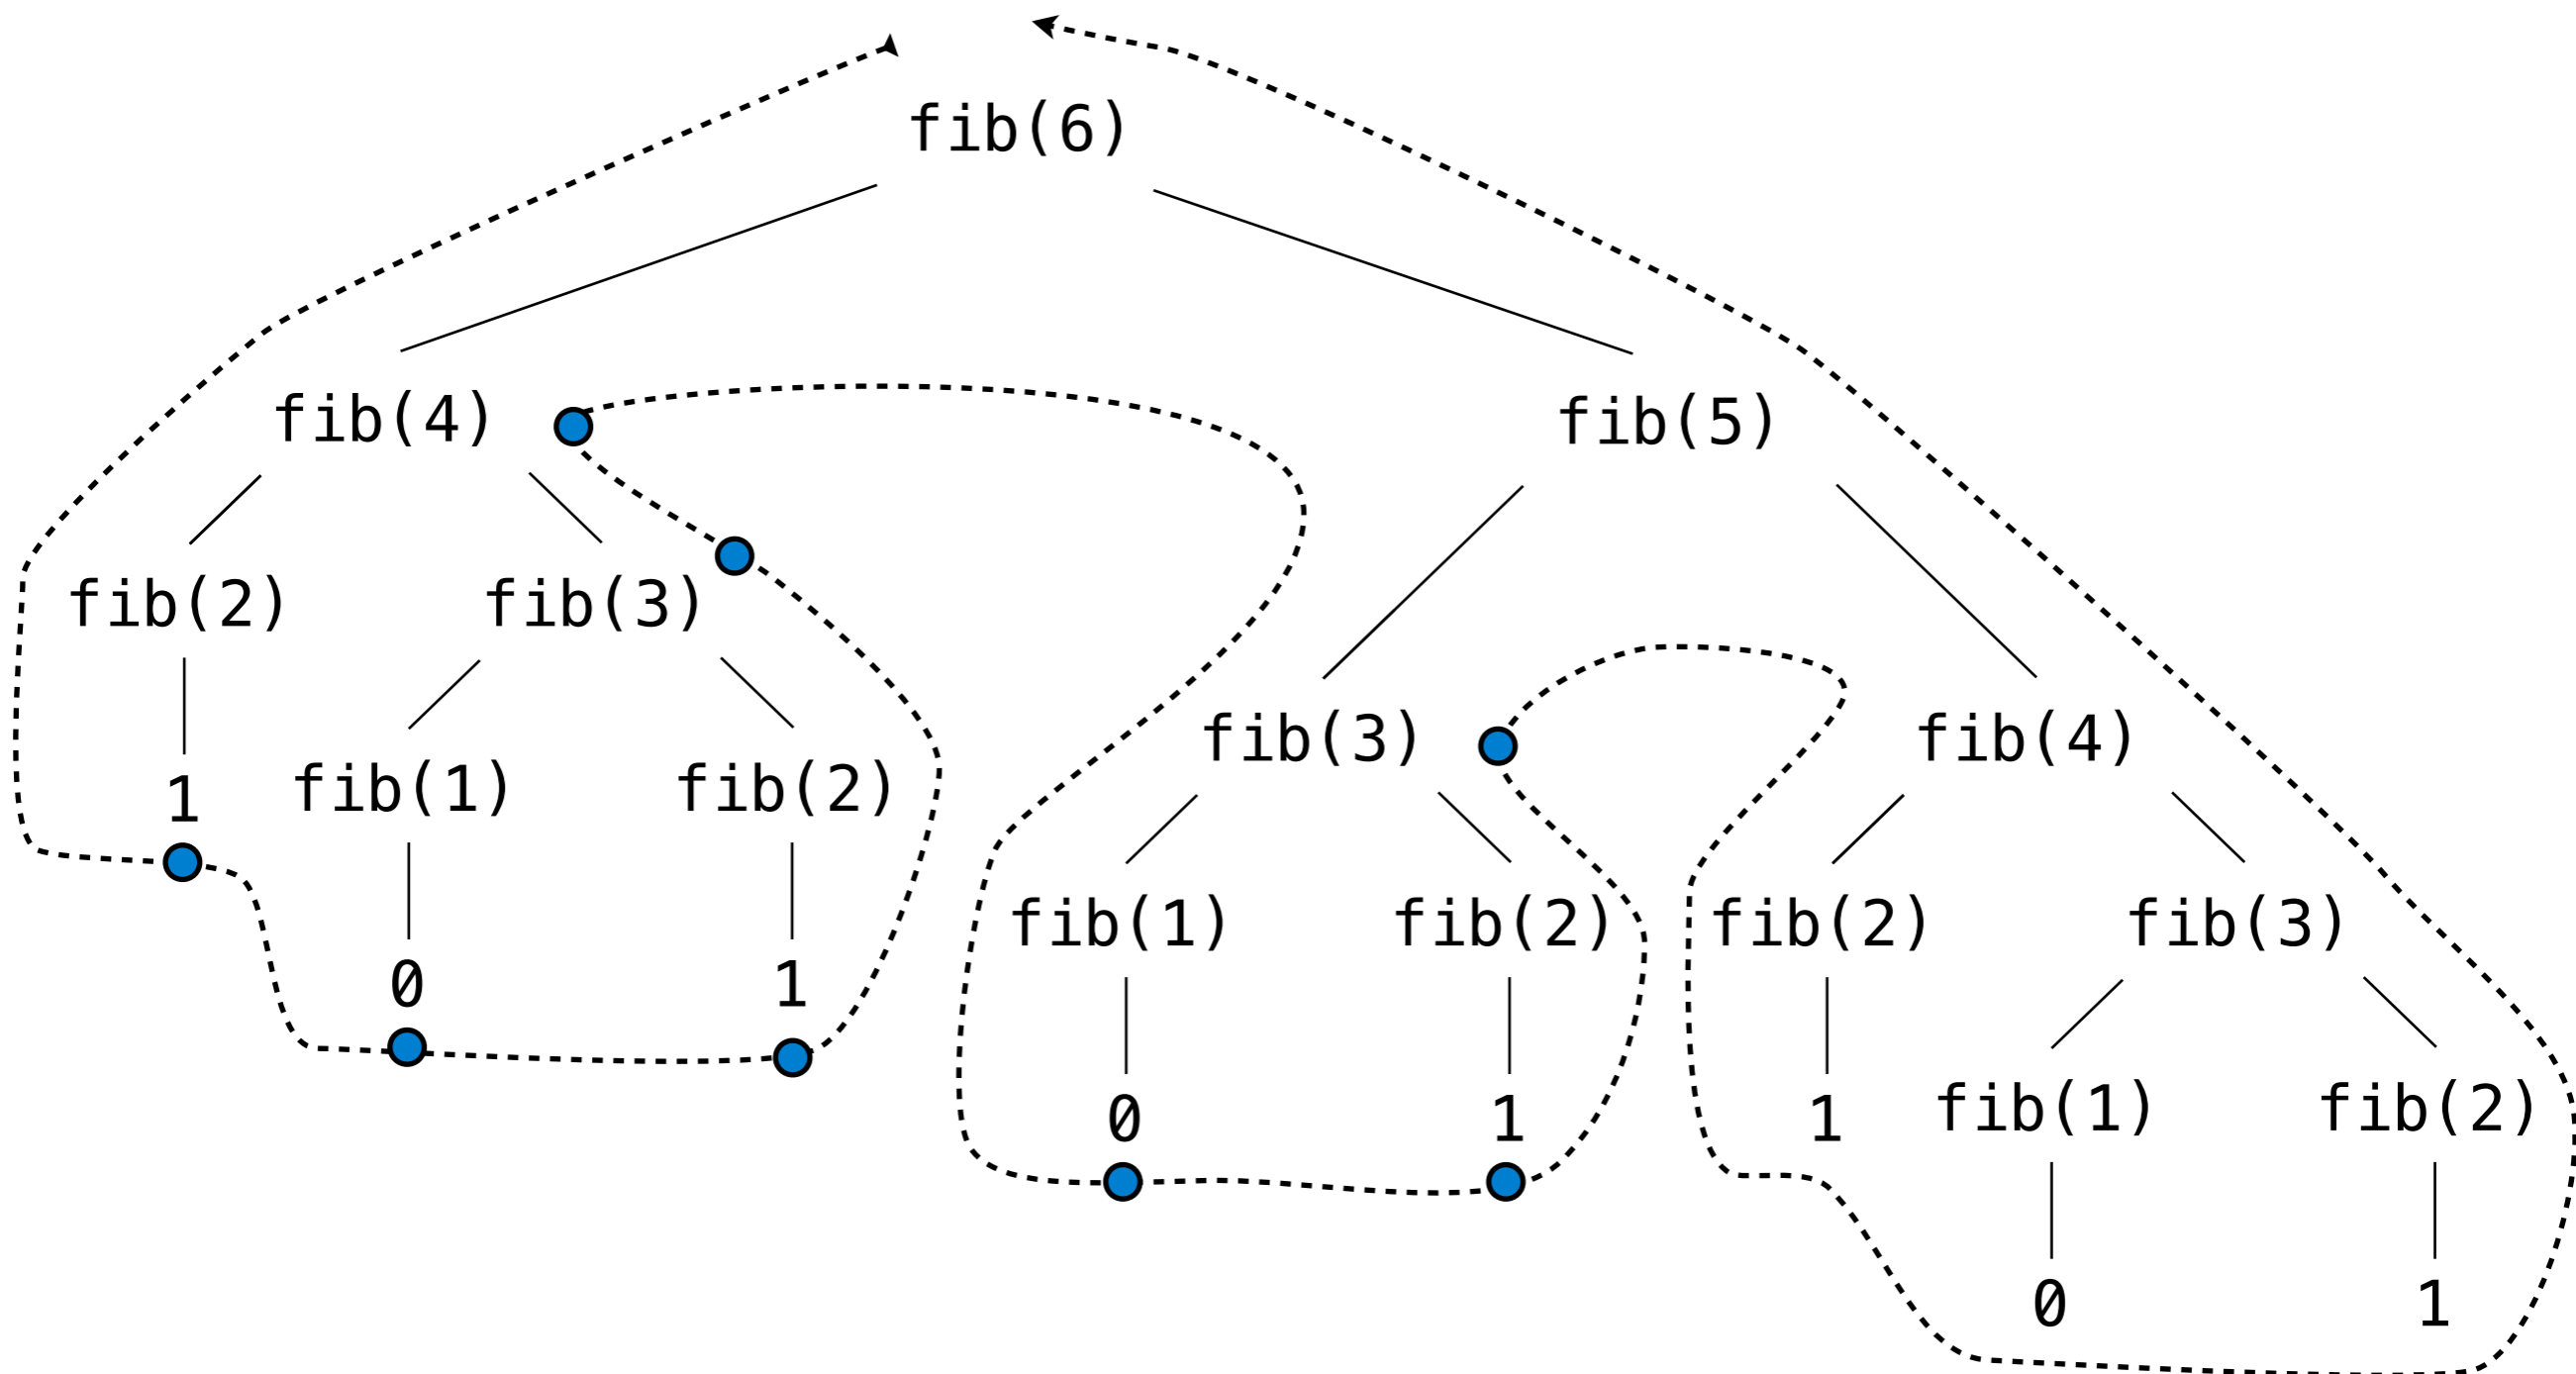 fib(6)
fib(4) fib(5)
fib(2) fib(3)
fib(3) fib(4)
1 fib(1) fib(2)
fib(1) fib(2) fib(2) fib(3)
0 1
0 1 1 fib(1) fib(2)
0 1